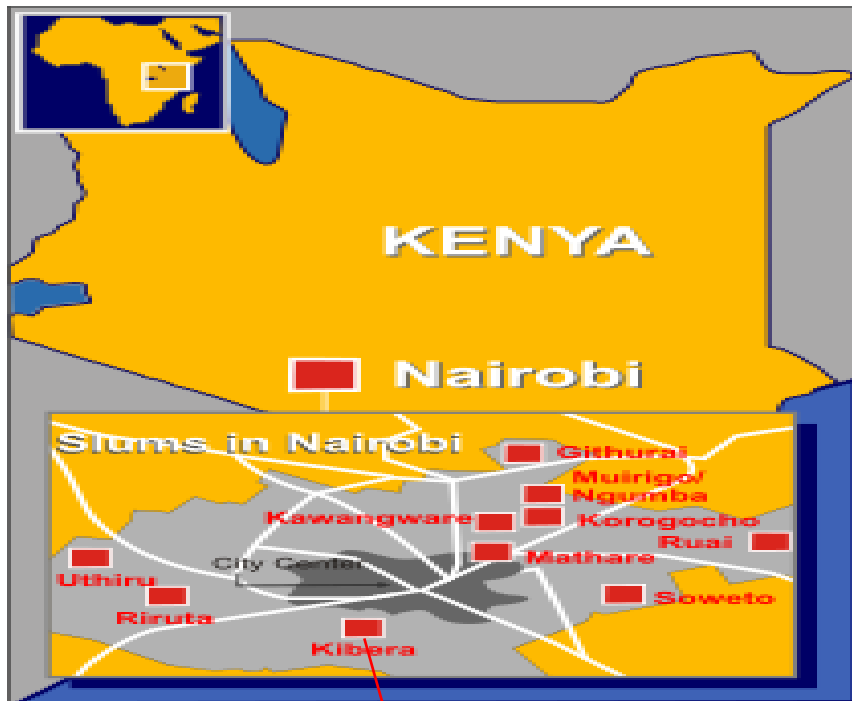 KENYA
Nairobi
Slums in Nairobi
Githurai
Muirigo/
Ngumba
Kawangware
Korogocho
Ruai
Mathare
City Center
Uthiru
Riruta
Soweto
Kibera